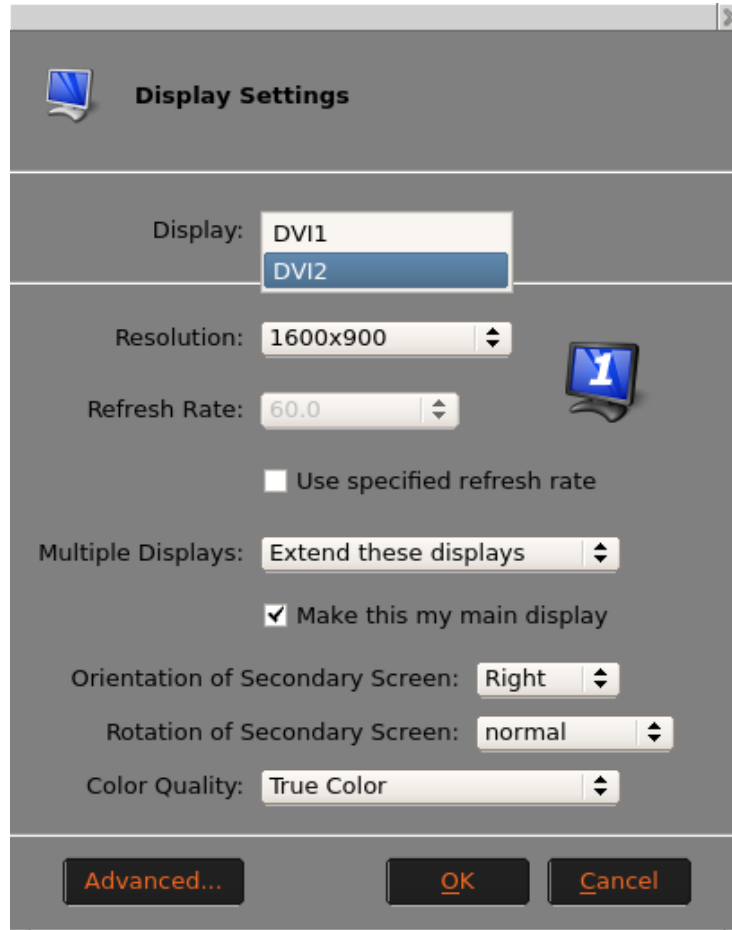 Display Settings
Display:
DVI1
DVI2
Resolution: 1600x900
1
Refresh Rate: 60.0
Use specified refresh rate
Multiple Displays: Extend these displays
Make this my main display
Orientation of Secondary Screen: Right
Rotation of Secondary Screen: normal
Color Quality: True Color
Advanced... OK Cancel